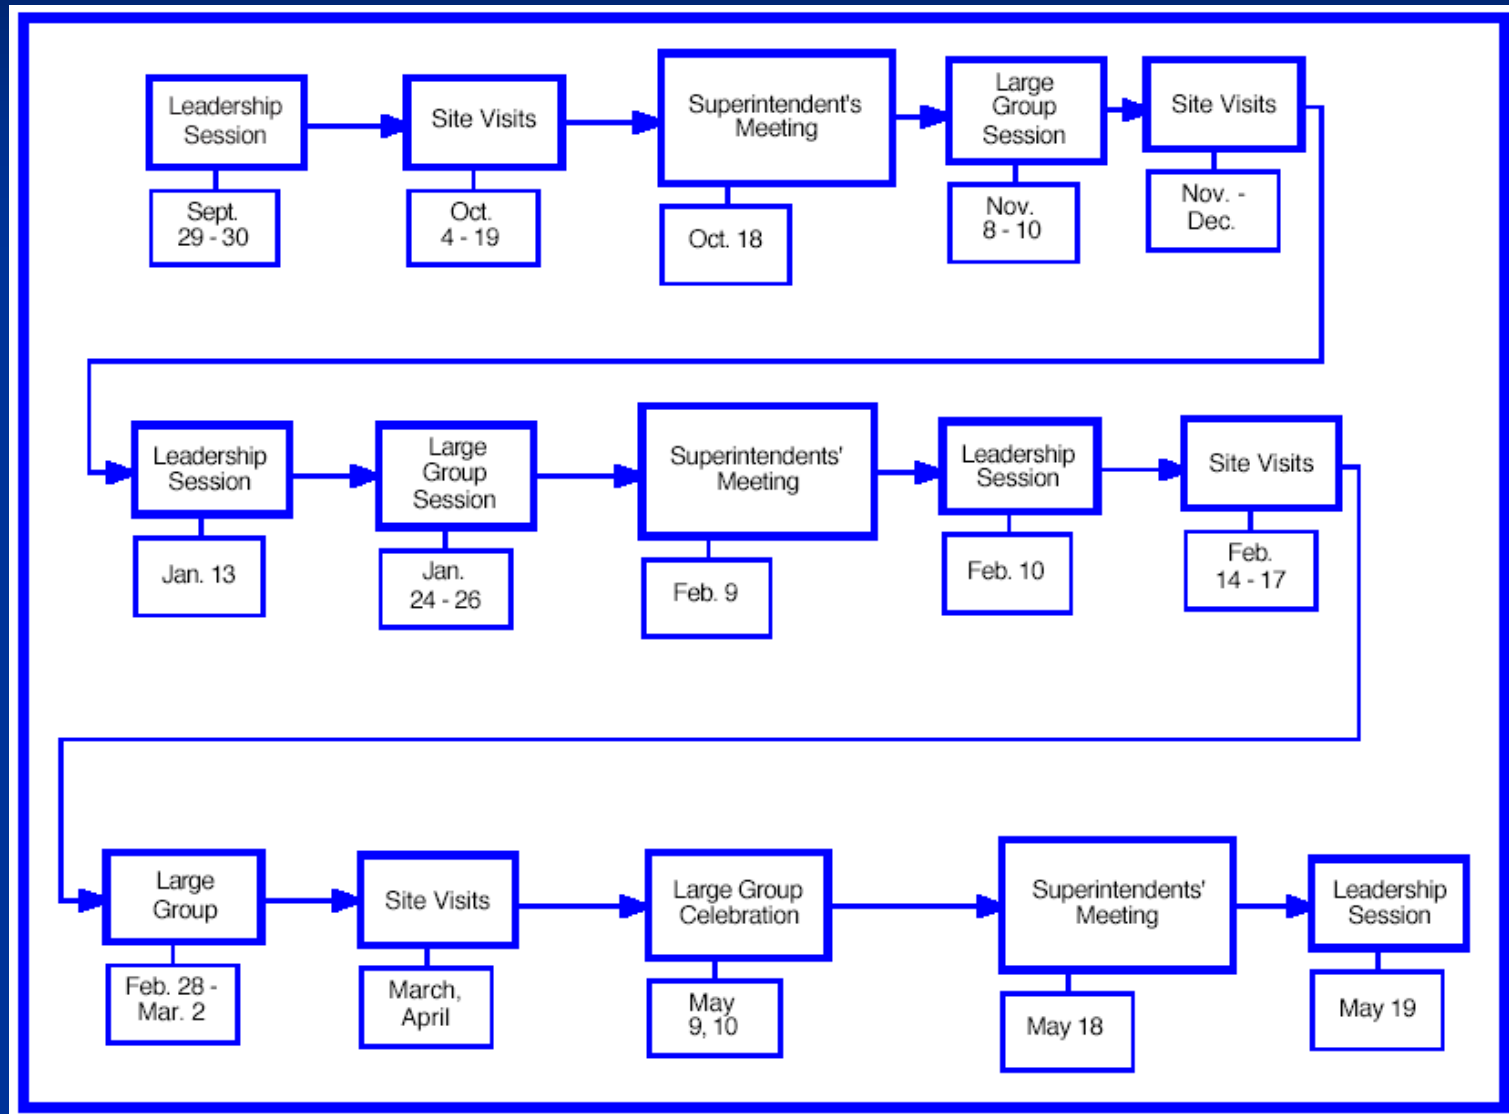 Leadership
Session
Site Visits
Superintendent's
Meeting
Large
Group
Session
Site Visits
Sept.
29 - 30
Oct.
4 - 19
Oct. 18
Nov.
8 - 10
Nov. -
Dec.
Leadership
Session
Large
Group
Session
Superintendents'
Meeting
Leadership
Session
Site Visits
Jan. 13
Jan.
24 - 26
Feb. 9
Feb. 10
Feb.
14 - 17
Large
Group
Site Visits
Large Group
Celebration
Superintendents'
Meeting
Leadership
Session
Feb. 28 -
Mar. 2
March,
April
May
9, 10
May 18
May 19